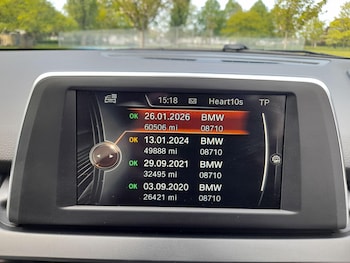 15:18 Heart10s TP
OK 26.01.2026 BMW
60506 mi 08710
OK 13.01.2024 BMW
49888 mi 08710
OK 29.09.2021 BMW
32495 mi 08710
OK 03.09.2020 BMW
26421 mi 08710